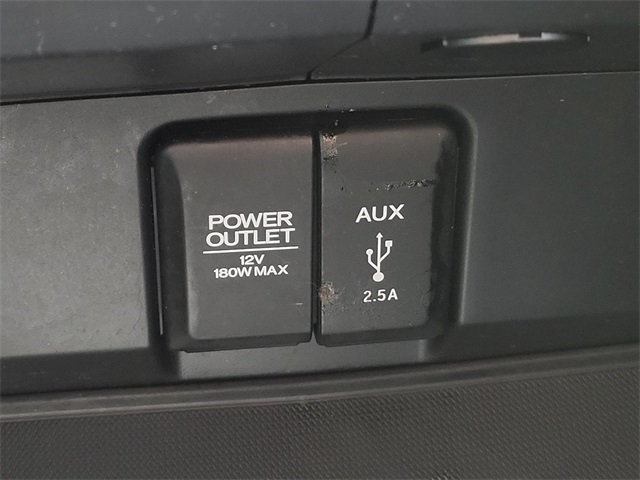 POWER
OUTLET
12V
180W MAX
AUX
2.5A